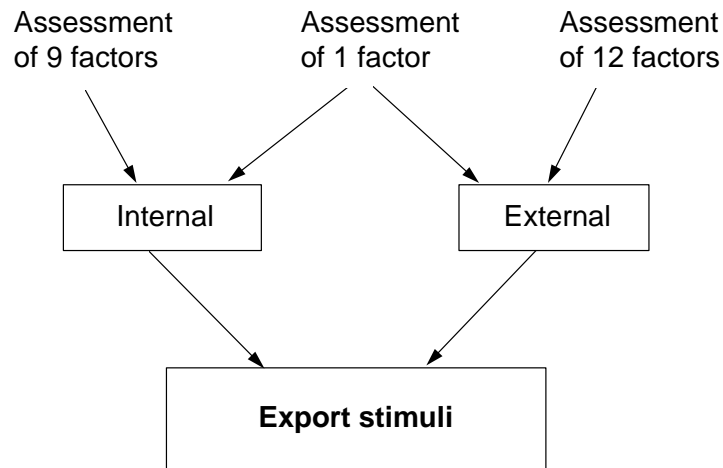 Assessment
of 9 factors
Assessment
of 1 factor
Assessment
of 12 factors
Internal
External
Export stimuli